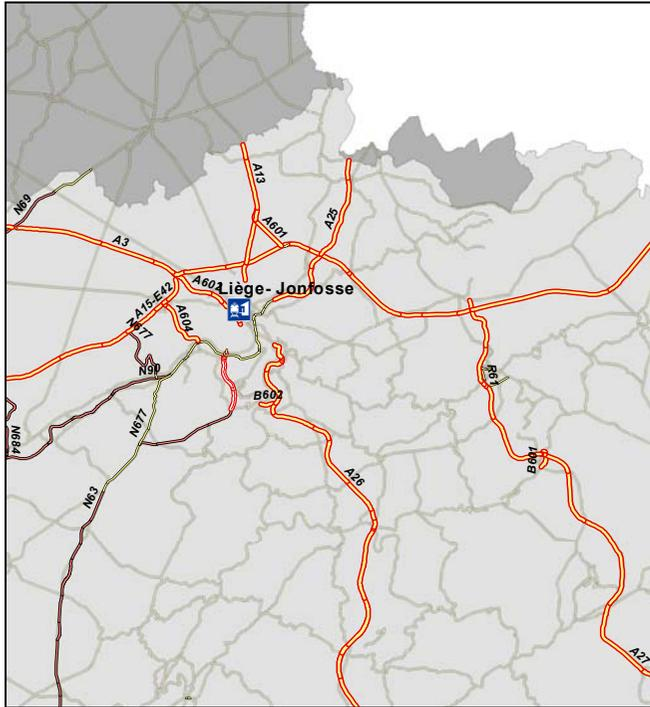 A13
A25
N69
A601
A3
A602
Liège- Jonfosse
A15-E42
A604
N677
N90
R61
B602
N677
N684
B601
A26
N63
A27